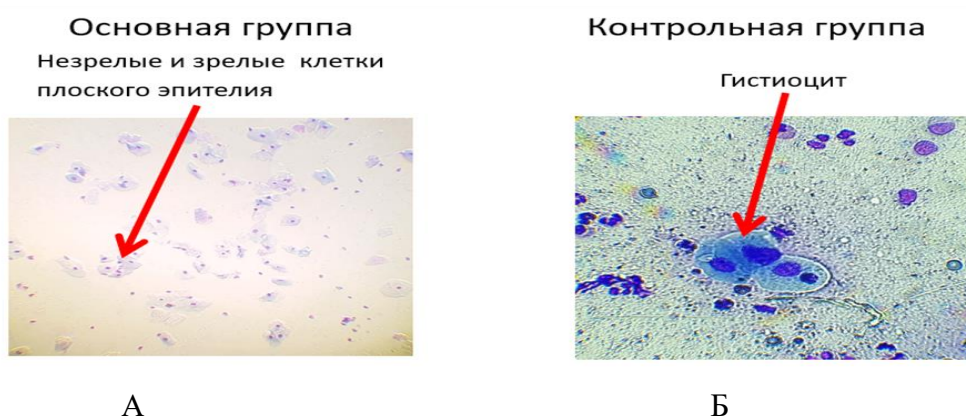 Основная группа
Незрелые и зрелые клетки
плоского эпителия
Контрольная группа
Гистиоцит
А
Б